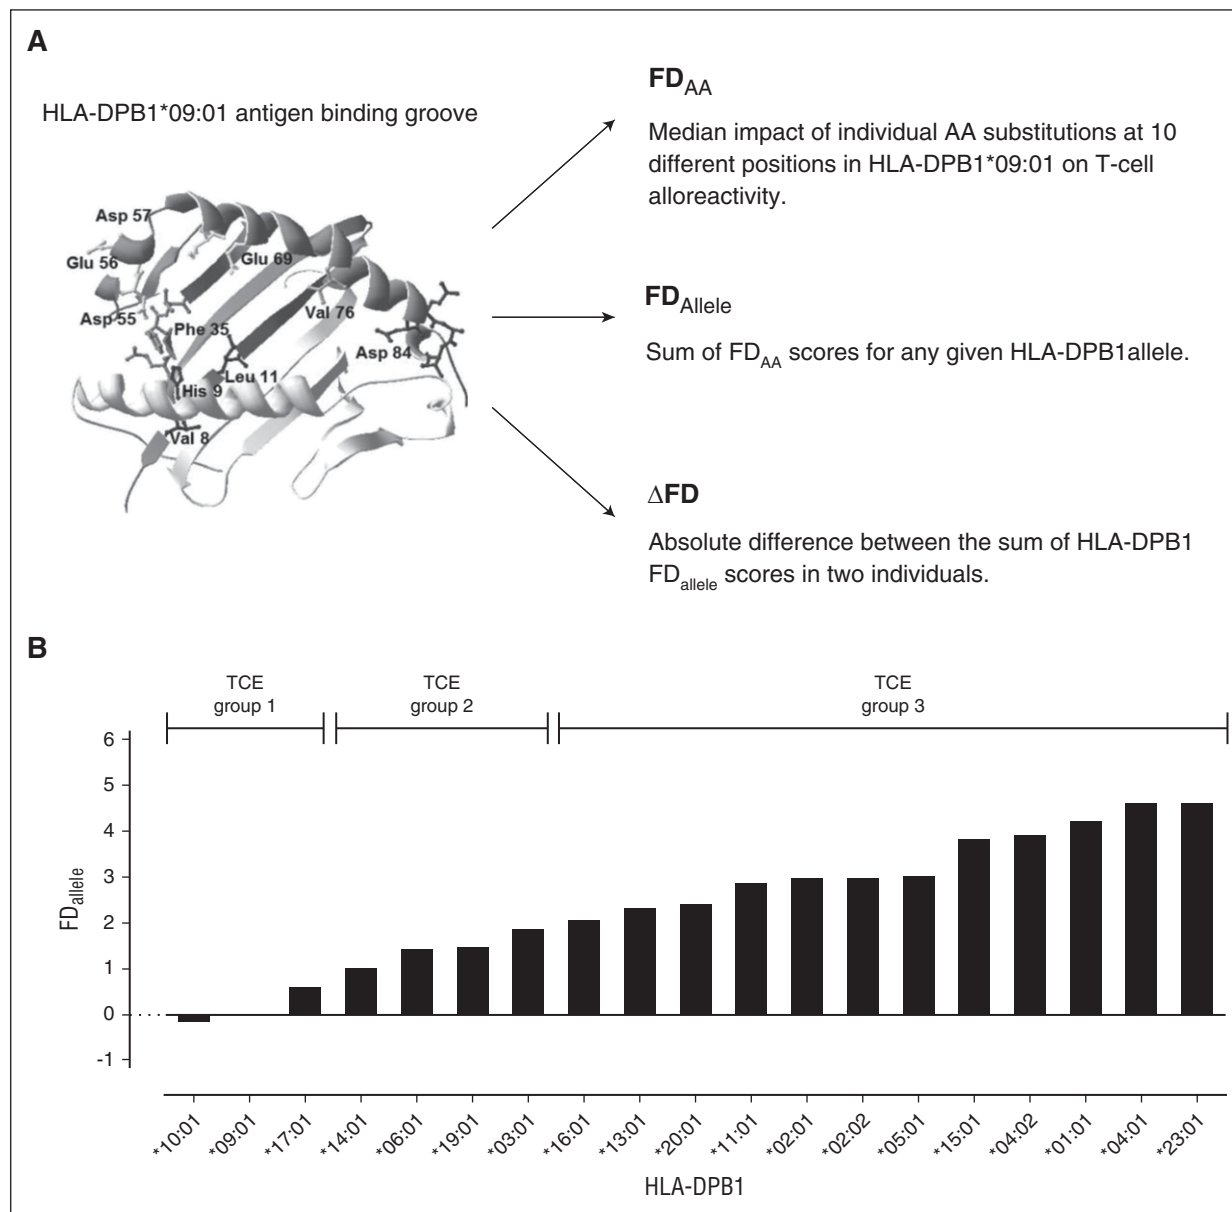 A
HLA-DPB1*09:01 antigen binding groove
Asp 57
Glu 56
Glu 69
Asp 55
Phe 35
Val 76
Asp 84
Leu 11
His 9
Val 8
FDAA
Median impact of individual AA substitutions at 10
different positions in HLA-DPB1*09:01 on T-cell
alloreactivity.
FDAllele
Sum of FDAA scores for any given HLA-DPB1allele.
ΔFD
Absolute difference between the sum of HLA-DPB1
FDallele scores in two individuals.
B
TCE
group 1
TCE
group 2
TCE
group 3
6
5
4
3
2
1
0
-1
FDallele
*10:01
*09:01
*17:01
*14:01
*06:01
*19:01
*03:01
*16:01
*13:01
*20:01
*11:01
*02:01
*02:02
*05:01
*15:01
*04:02
*01:01
*04:01
*23:01
HLA-DPB1